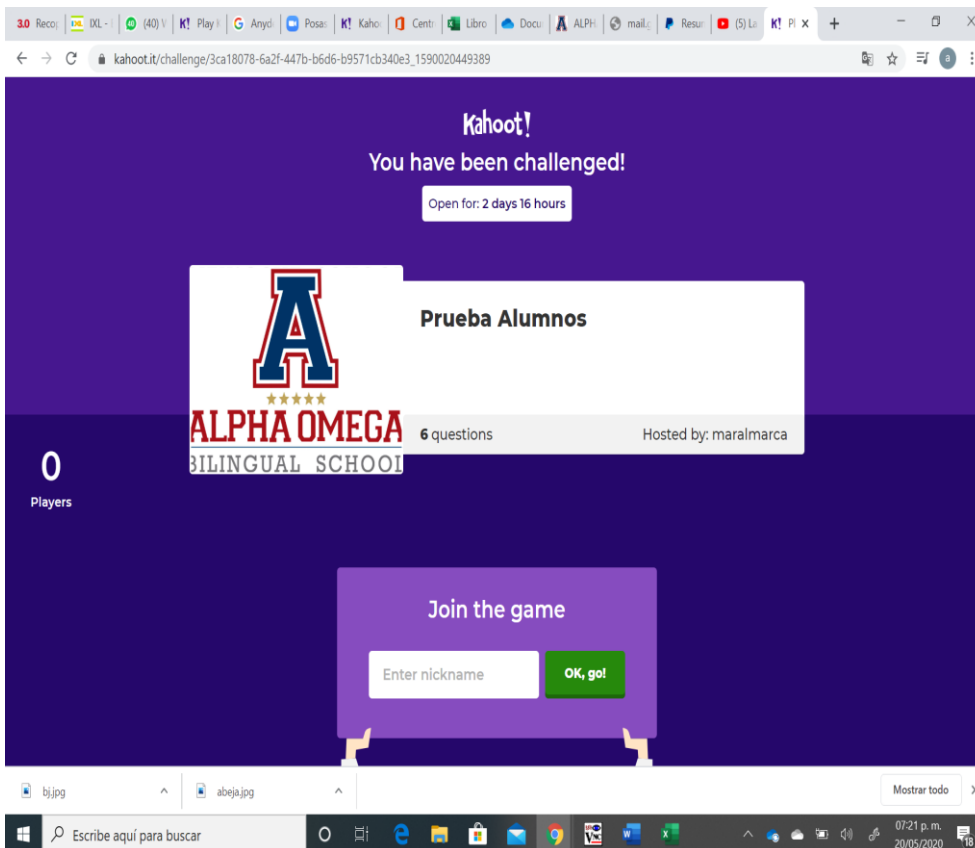 3.0 Reco
IXL -
(40) V
K! Play
G Anyd
Posas
K! Kaho
Centr
Libro
Docu
ALPH
mail.g
Resur
(5) La
K! Pl
kahoot.it/challenge/3ca18078-6a2f-447b-b6d6-b9571cb340e3_1590020449389
a
Kahoot!
You have been challenged!
Open for: 2 days 16 hours
A
ALPHA OMEGA
BILINGUAL SCHOOL
Prueba Alumnos
6 questions
Hosted by: maralmarca
0
Players
Join the game
Enter nickname
OK, go!
bj.jpg
abeja.jpg
Mostrar todo
Escribe aquí para buscar
07:21 p. m.
20/05/2020
18